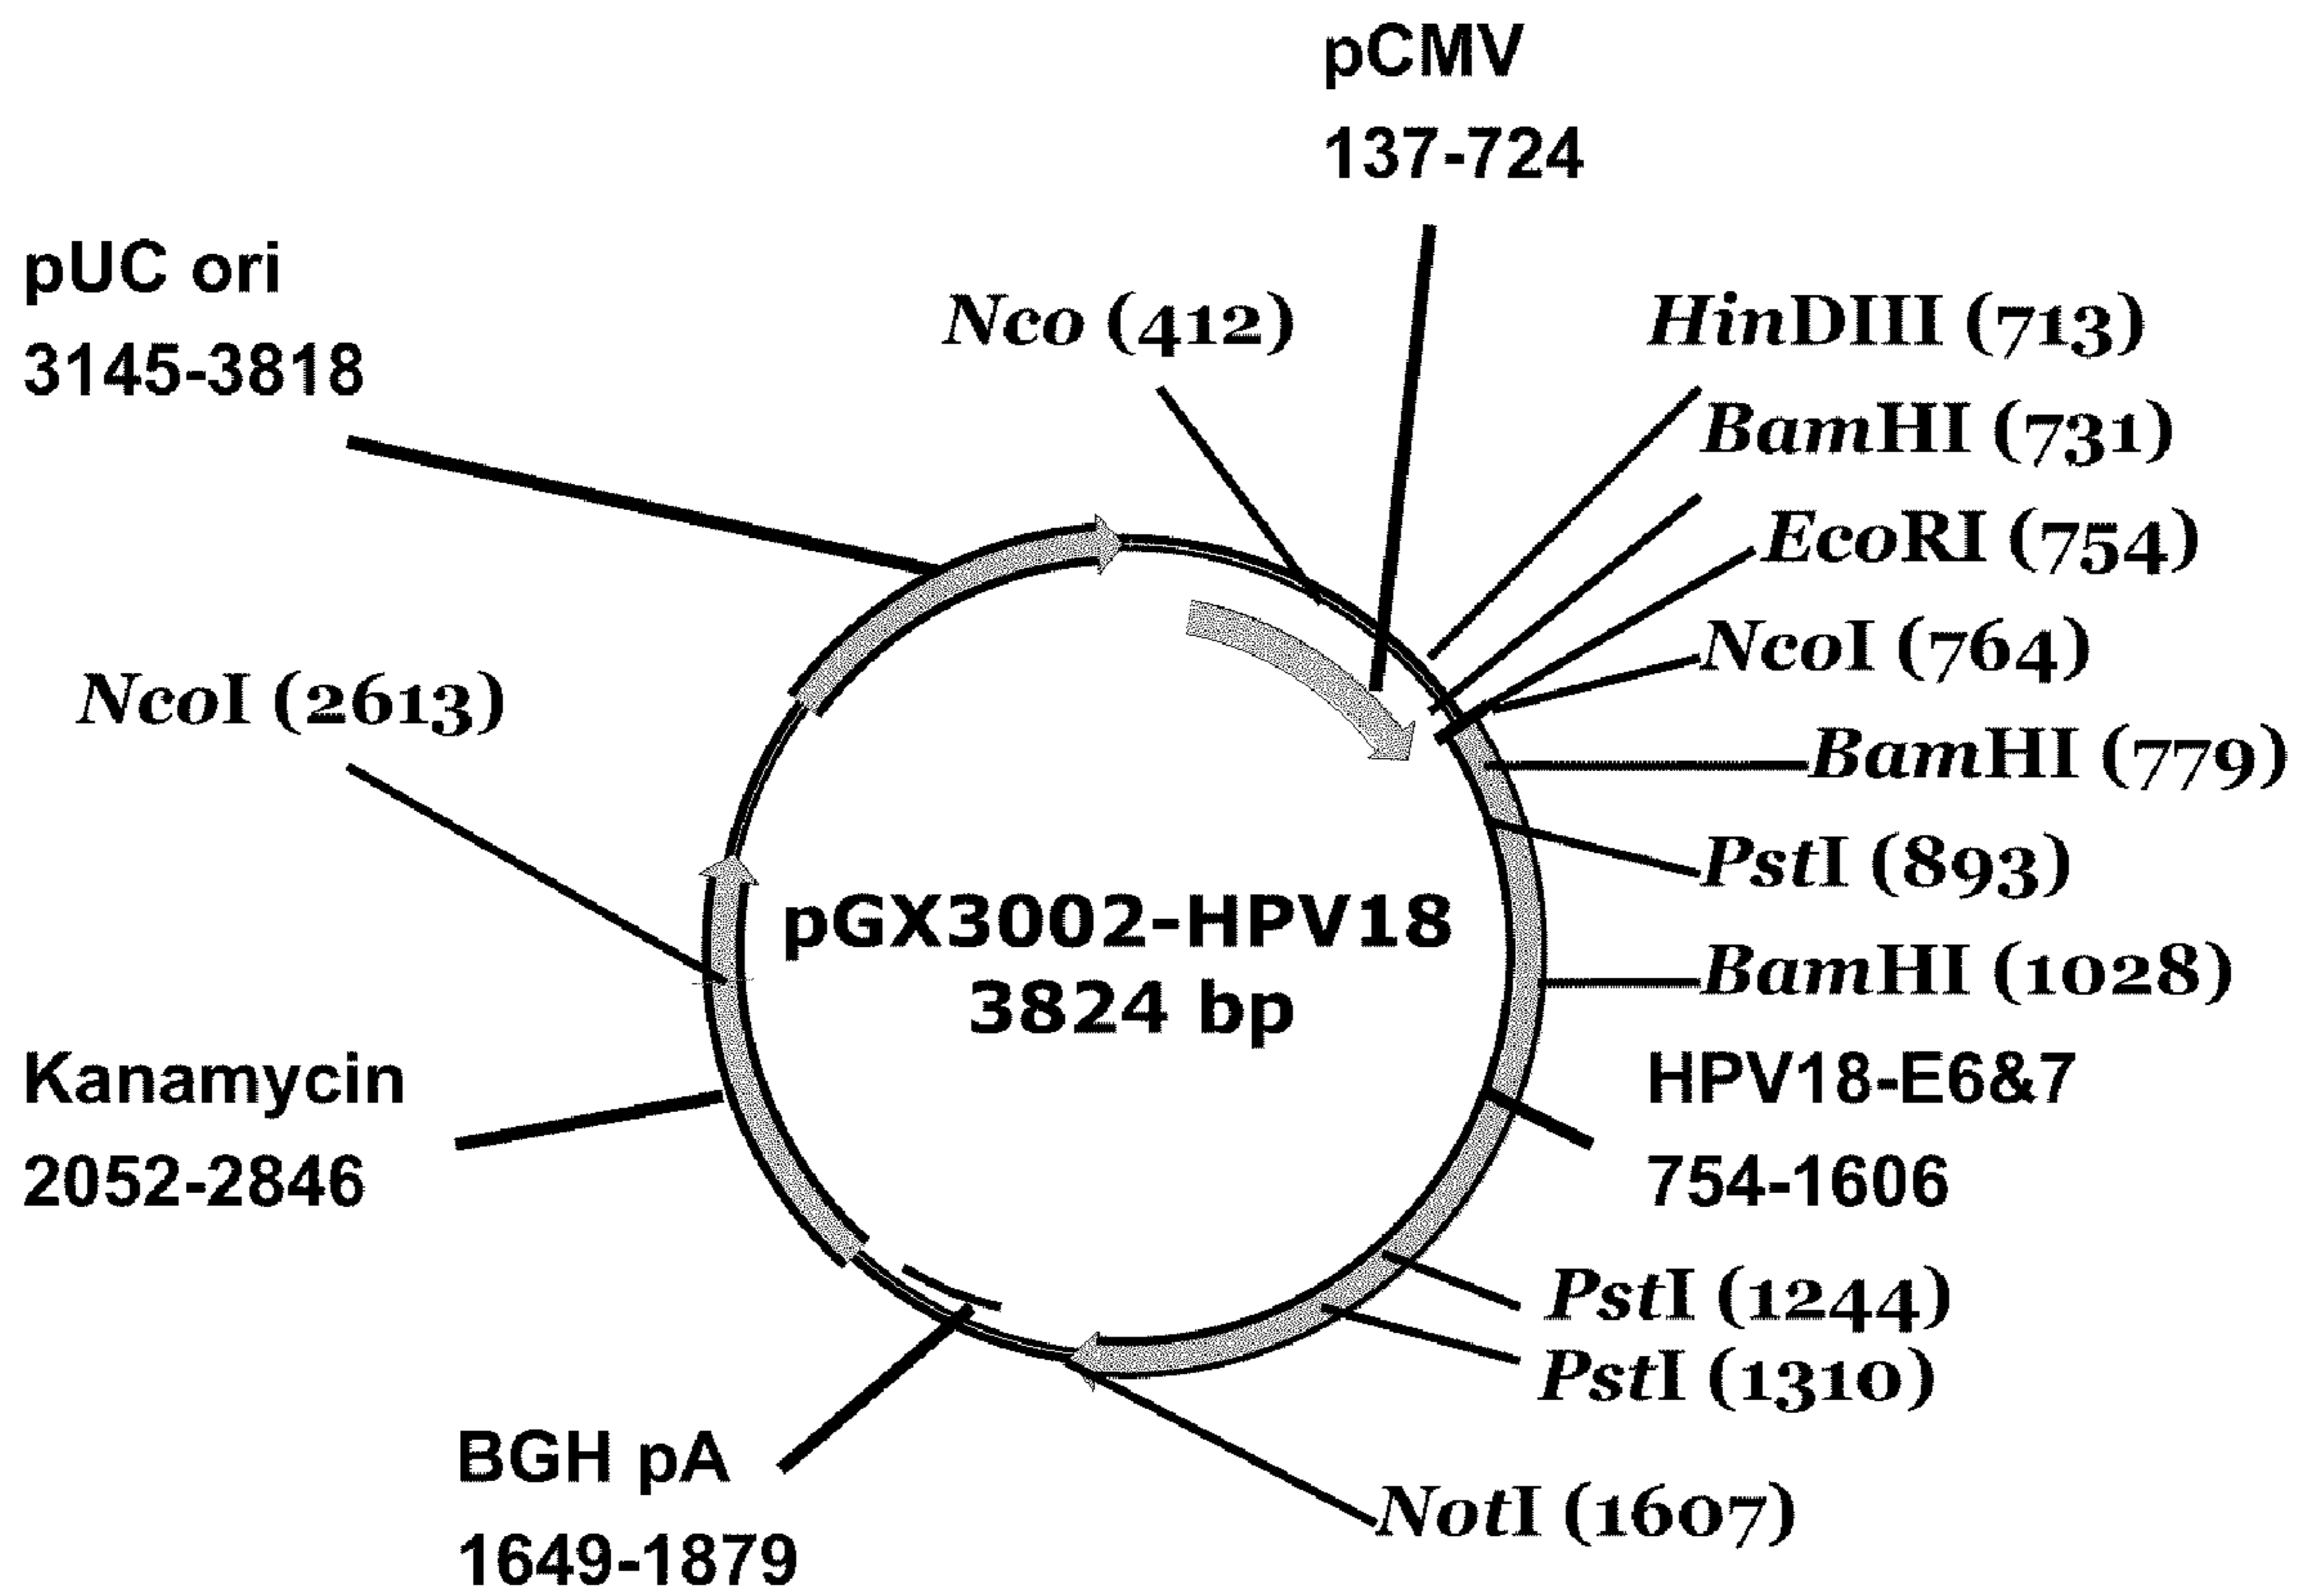 pCMV
137-724
pUC ori
3145-3818
Nco (412)
HinDIII (713)
BamHI (731)
EcoRI (754)
NcoI (764)
NcoI (2613)
BamHI (779)
PstI (893)
pGX3002-HPV18
3824 bp
BamHI (1028)
Kanamycin
2052-2846
HPV18-E6&7
754-1606
PstI (1244)
PstI (1310)
BGH pA
1649-1879
NotI (1607)